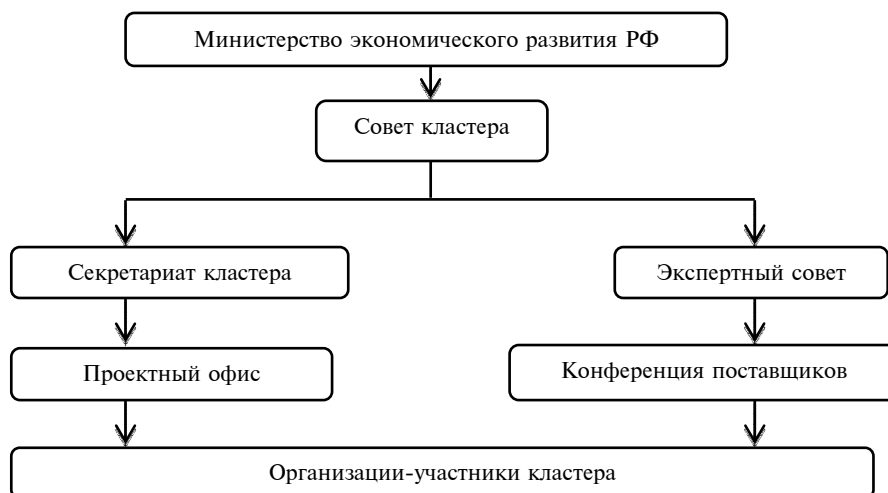 Министерство экономического развития РФ
Совет кластера
Секретариат кластера
Экспертный совет
Проектный офис
Конференция поставщиков
Организации-участники кластера